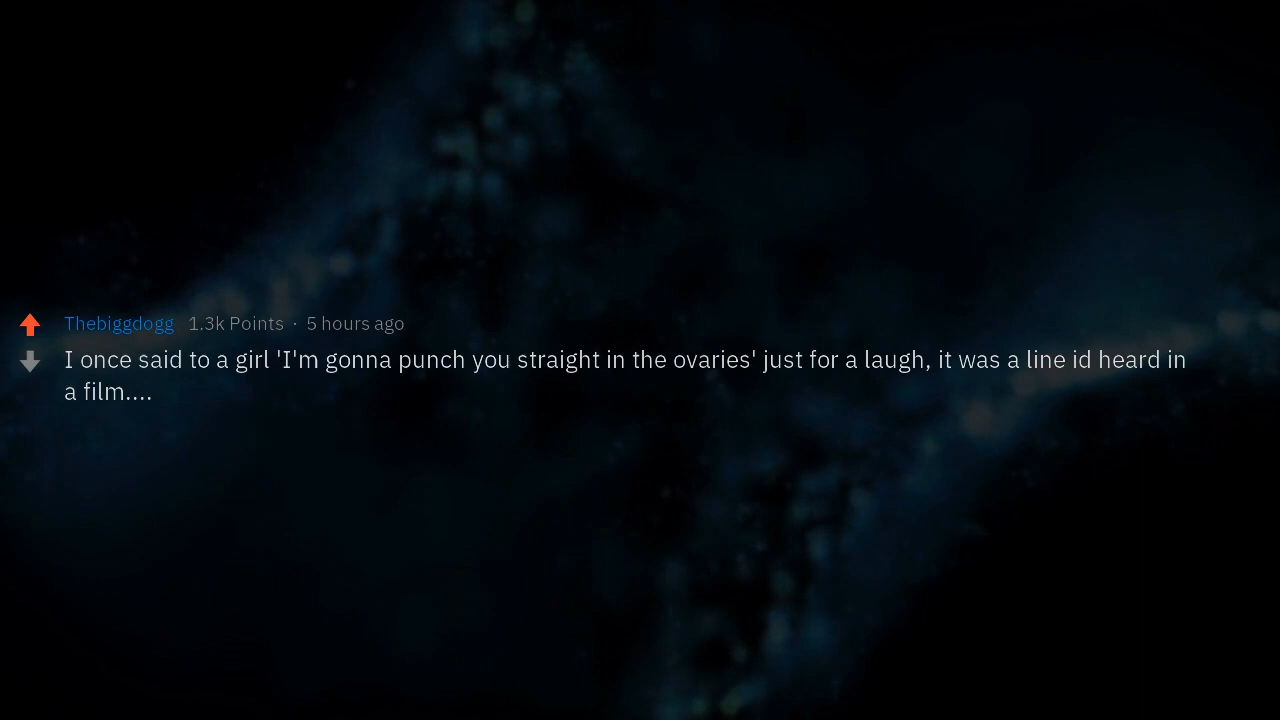 Thebiggdogg 1.3k Points · 5 hours ago
I once said to a girl 'I'm gonna punch you straight in the ovaries' just for a laugh, it was a line id heard in
a film....